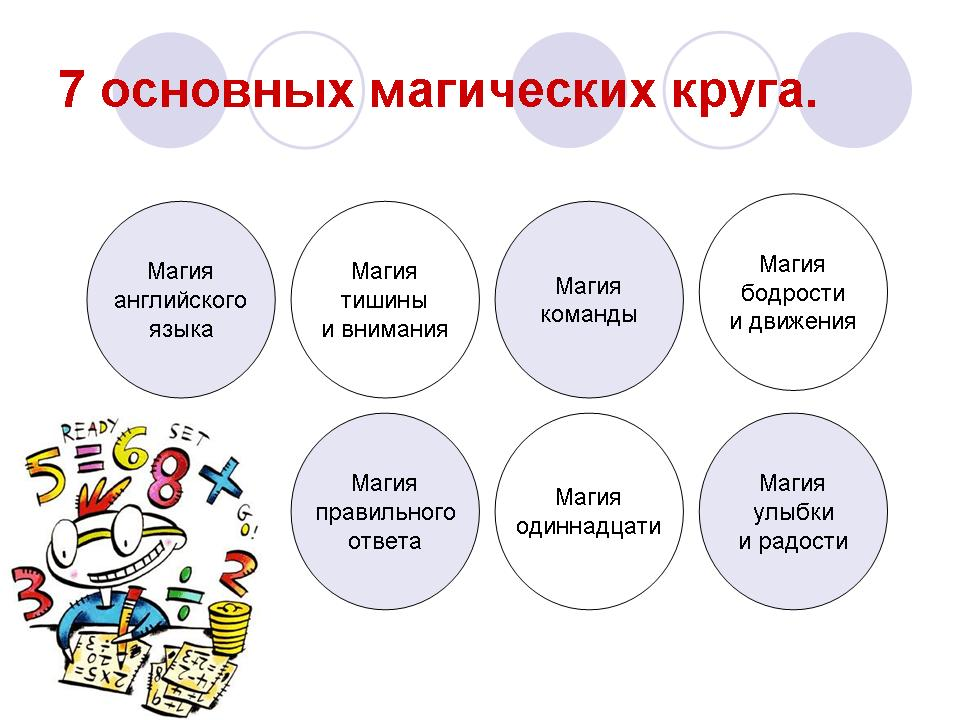 7 основных магических круга.
Магия
английского
языка
Магия
тишины
и внимания
Магия
команды
Магия
бодрости
и движения
Магия
правильного
ответа
Магия
одиннадцати
Магия
улыбки
и радости
READY SET
GO!
5=68×
3
÷2